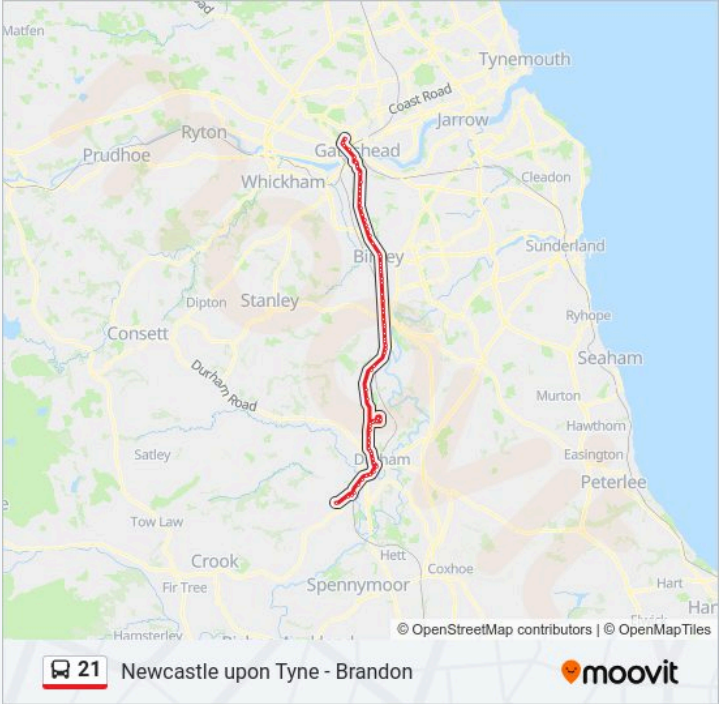 Matfen
Tynemouth
Coast Road
Jarrow
Ryton
Prudhoe
Gateshead
Whickham
Cleadon
Birtley
Sunderland
Dipton
Stanley
Ryhope
Consett
Seaham
Durham Road
Murton
Hawthorn
Satley
Durham
Easington
Peterlee
Tow Law
Crook
Hett
Coxhoe
Fir Tree
Spennymoor
Hart
Hamsterley
© OpenStreetMap contributors | © OpenMapTiles
21 Newcastle upon Tyne - Brandon
moovit